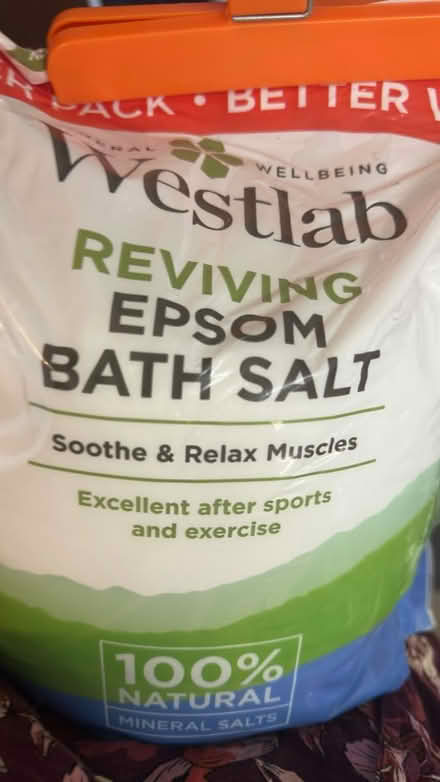 PACK • BETTER
Westlab
WELLBEING
REVIVING
EPSOM
BATH SALT
Soothe & Relax Muscles
Excellent after sports
and exercise
100%
NATURAL
MINERAL SALTS